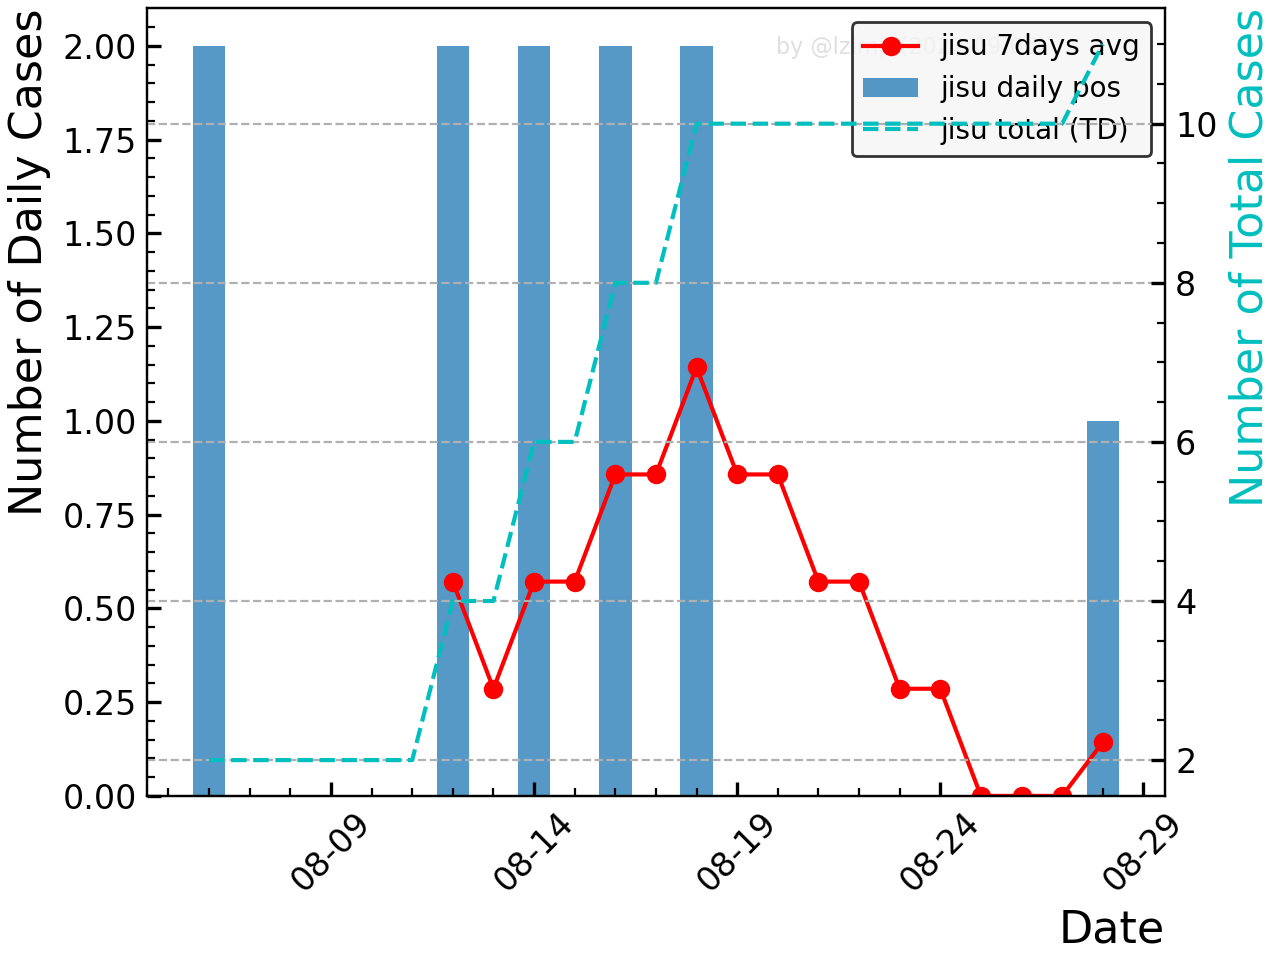 Number of Daily Cases
2.00
1.75
1.50
1.25
1.00
0.75
0.50
0.25
0.00
by @lz
jisu 7days avg
jisu daily pos
jisu total (TD)
10
8
6
4
2
Number of Total Cases
08-09
08-14
08-19
08-24
08-29
Date